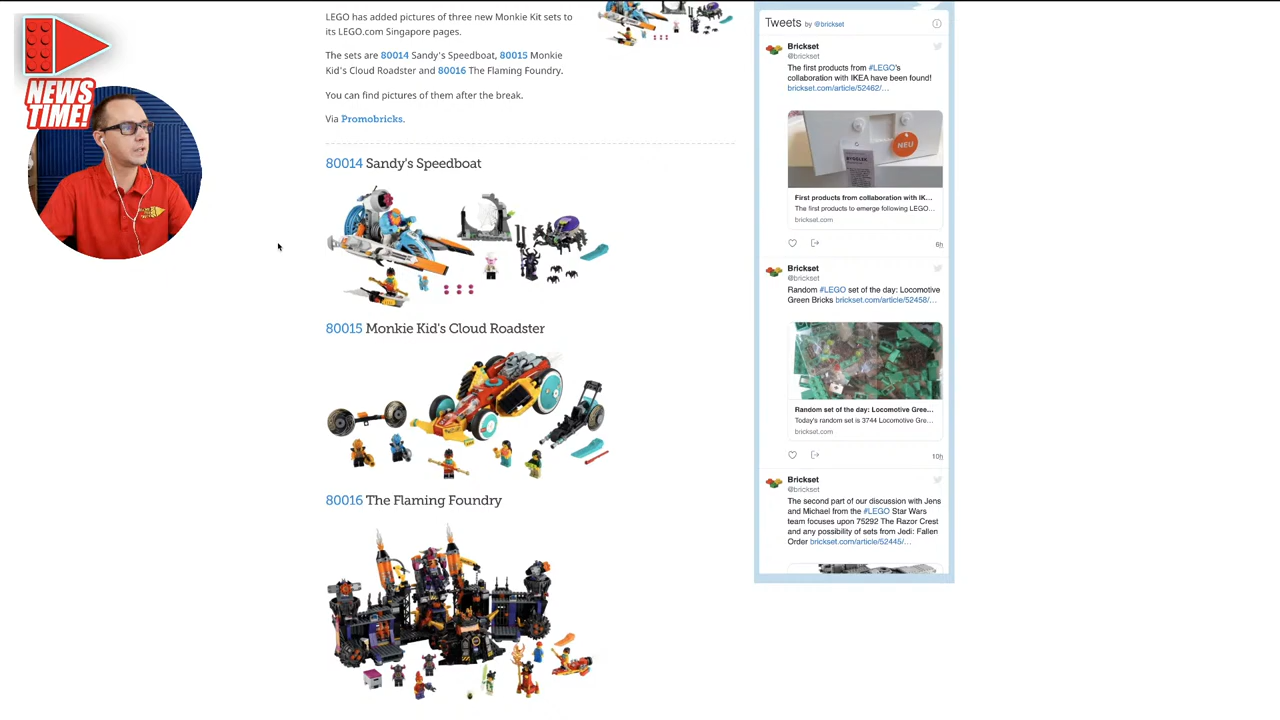 NEWS
TIME!
LEGO has added pictures of three new Monkie Kit sets to
its LEGO.com Singapore pages.
The sets are 80014 Sandy's Speedboat, 80015 Monkie
Kid's Cloud Roadster and 80016 The Flaming Foundry.
You can find pictures of them after the break.
Via Promobricks.
80014 Sandy's Speedboat
80015 Monkie Kid's Cloud Roadster
80016 The Flaming Foundry
Tweets by @brickset
Brickset
@brickset
The first products from #LEGO's
collaboration with IKEA have been found!
brickset.com/article/52462/…
NEU
BYGGLEK
First products from collaboration with IK...
The first products to emerge following LEGO...
brickset.com
8h
Brickset
@brickset
Random #LEGO set of the day: Locomotive
Green Bricks brickset.com/article/52458/…
Random set of the day: Locomotive Gree...
Today's random set is 3744 Locomotive Gre...
brickset.com
10h
Brickset
@brickset
The second part of our discussion with Jens
and Michael from the #LEGO Star Wars
team focuses upon 75292 The Razor Crest
and any possibility of sets from Jedi: Fallen
Order brickset.com/article/52445/…